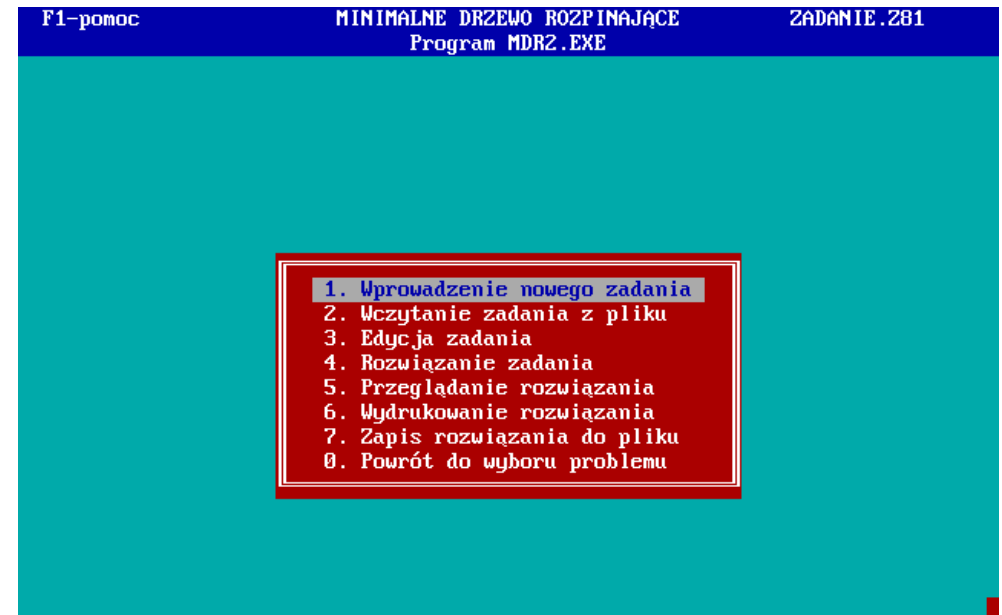 F1-pomoc MINIMALNE DRZEWO ROZPINAJĄCE ZADANIE.Z81
Program MDR2.EXE
1. Wprowadzenie nowego zadania
2. Wczytanie zadania z pliku
3. Edycja zadania
4. Rozwiązanie zadania
5. Przeglądanie rozwiązania
6. Wydrukowanie rozwiązania
7. Zapis rozwiązania do pliku
0. Powrót do wyboru problemu